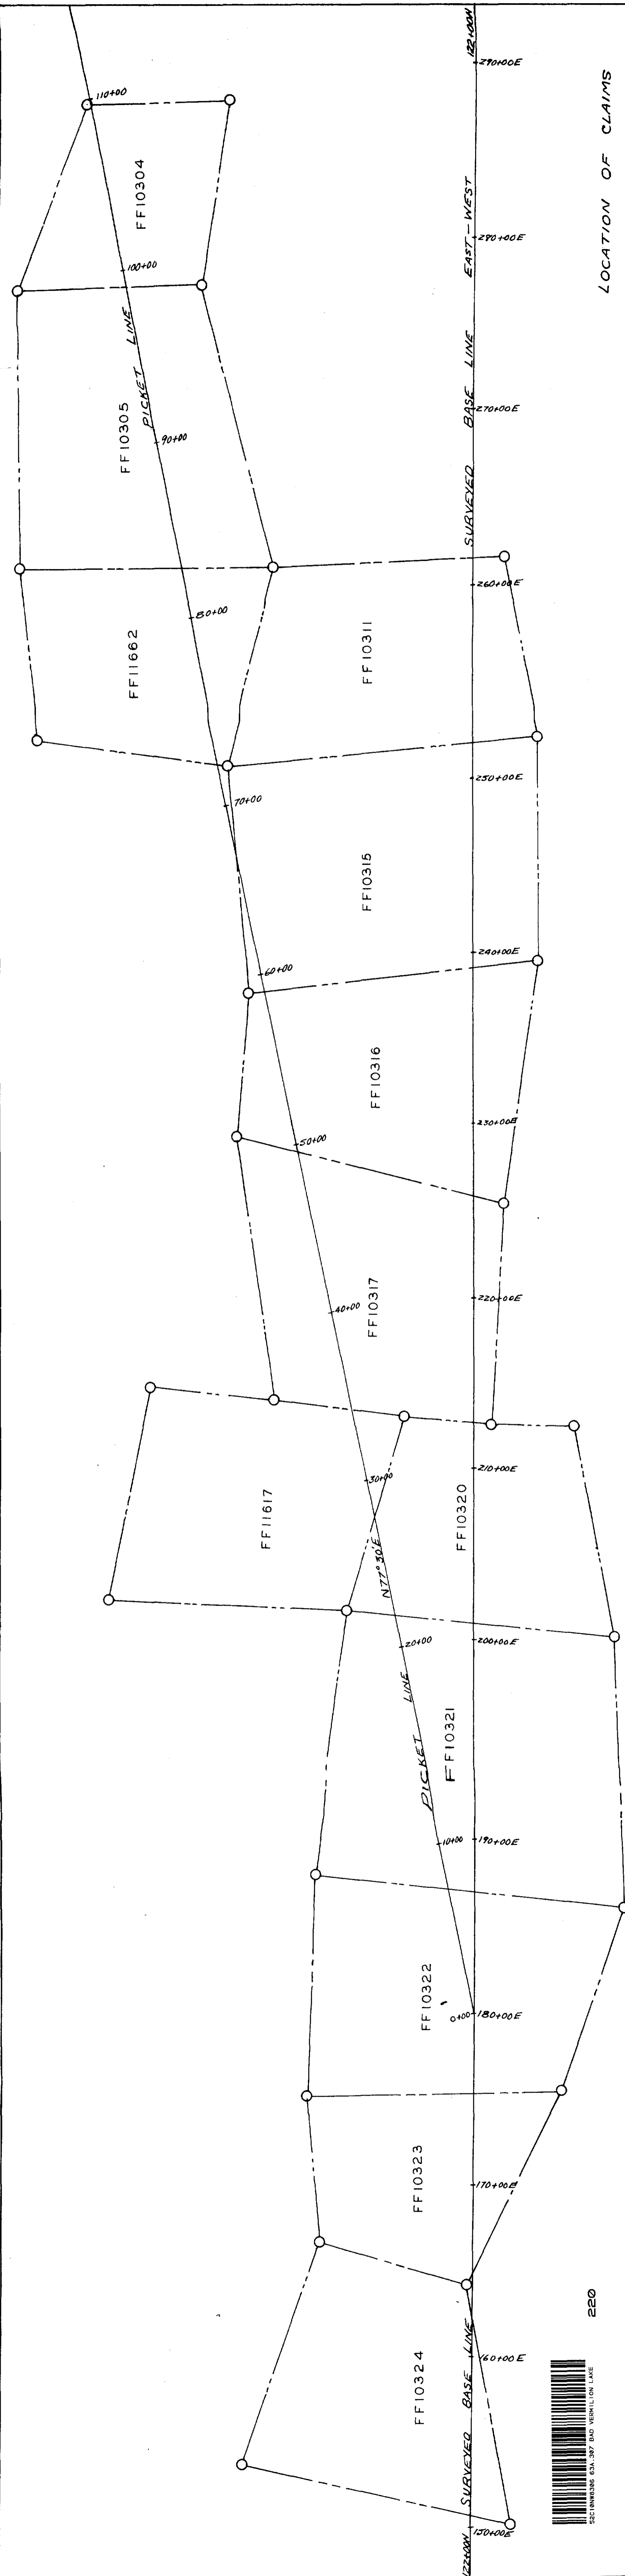 LOCATION OF CLAIMS
122+00N
290+00E
280+00E
270+00E
260+00E
250+00E
240+00E
230+00E
220+00E
210+00E
200+00E
190+00E
180+00E
170+00E
160+00E
150+00E
122+00N
SURVEYED BASE LINE EAST-WEST
SURVEYED BASE LINE
110+00
100+00
90+00
80+00
70+00
60+00
50+00
40+00
30+00
20+00
10+00
0+00
PICKET LINE
N77°30'E
PICKET LINE
FF10304
FF10305
FF11662
FF10311
FF10315
FF10316
FF10317
FF11617
FF10320
FF10321
FF10322
FF10323
FF10324
52C10NW8306 63A.307 BAD VERMILION LAKE
220